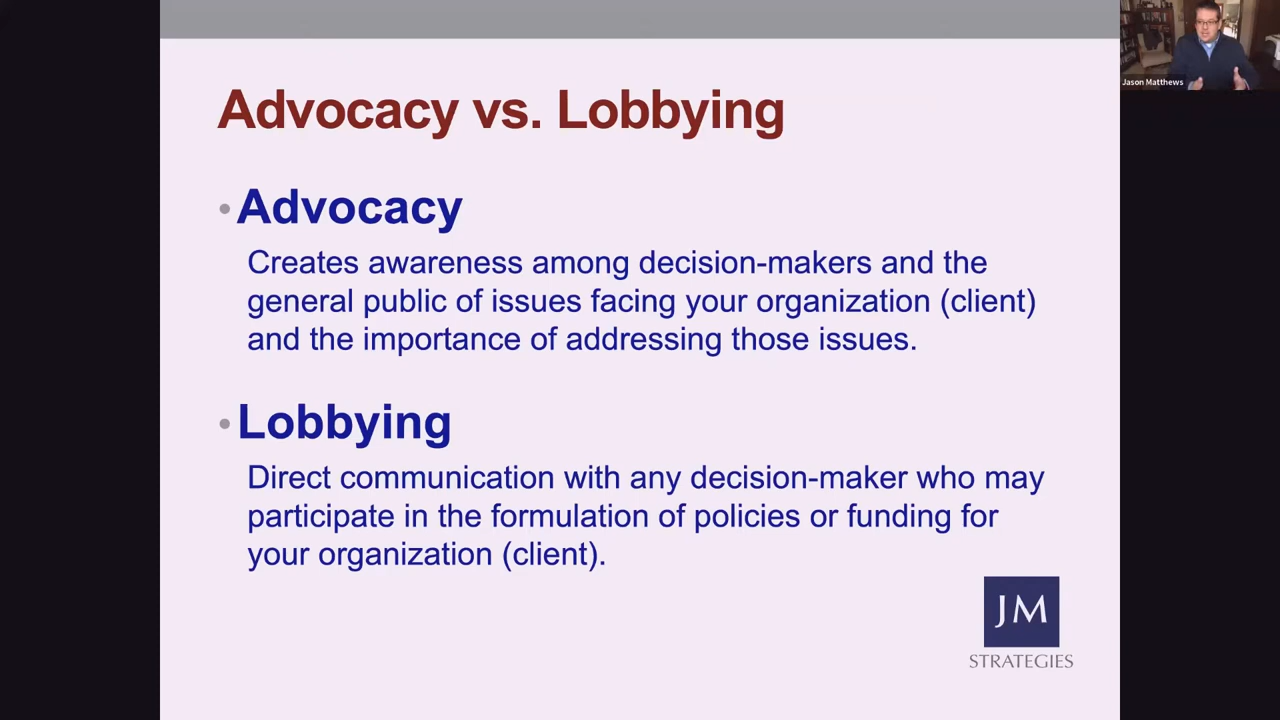 Advocacy vs. Lobbying
• Advocacy
Creates awareness among decision-makers and the
general public of issues facing your organization (client)
and the importance of addressing those issues.
• Lobbying
Direct communication with any decision-maker who may
participate in the formulation of policies or funding for
your organization (client).
JM
STRATEGIES
Jason Matthews